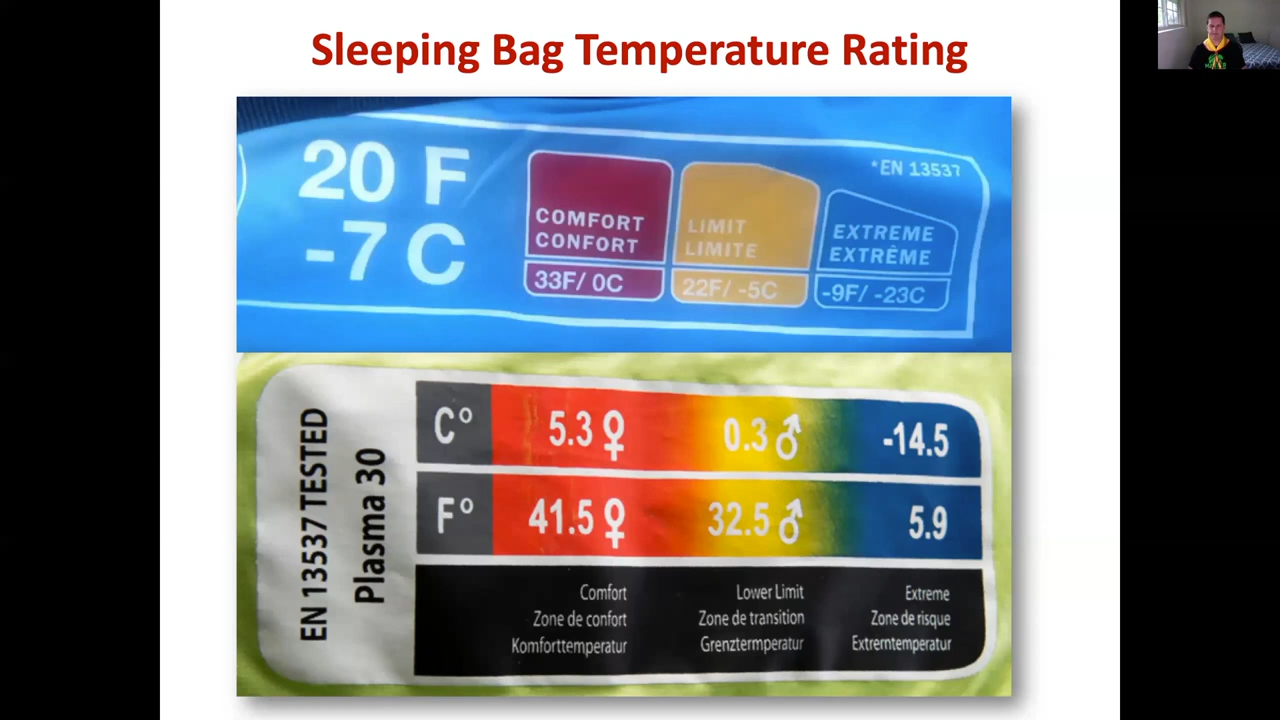 Sleeping Bag Temperature Rating
20 F
-7 C
COMFORT
CONFORT
33F/ 0C
LIMIT
LIMITE
22F/ -5C
*EN 13537
EXTREME
EXTRÊME
-9F/ -23C
EN 13537 TESTED
Plasma 30
C° 5.3♀ 0.3♂ -14.5
F° 41.5♀ 32.5♂ 5.9
Comfort Lower Limit Extreme
Zone de confort Zone de transition Zone de risque
Komforttemperatur Grenztermperatur Extremtemperatur